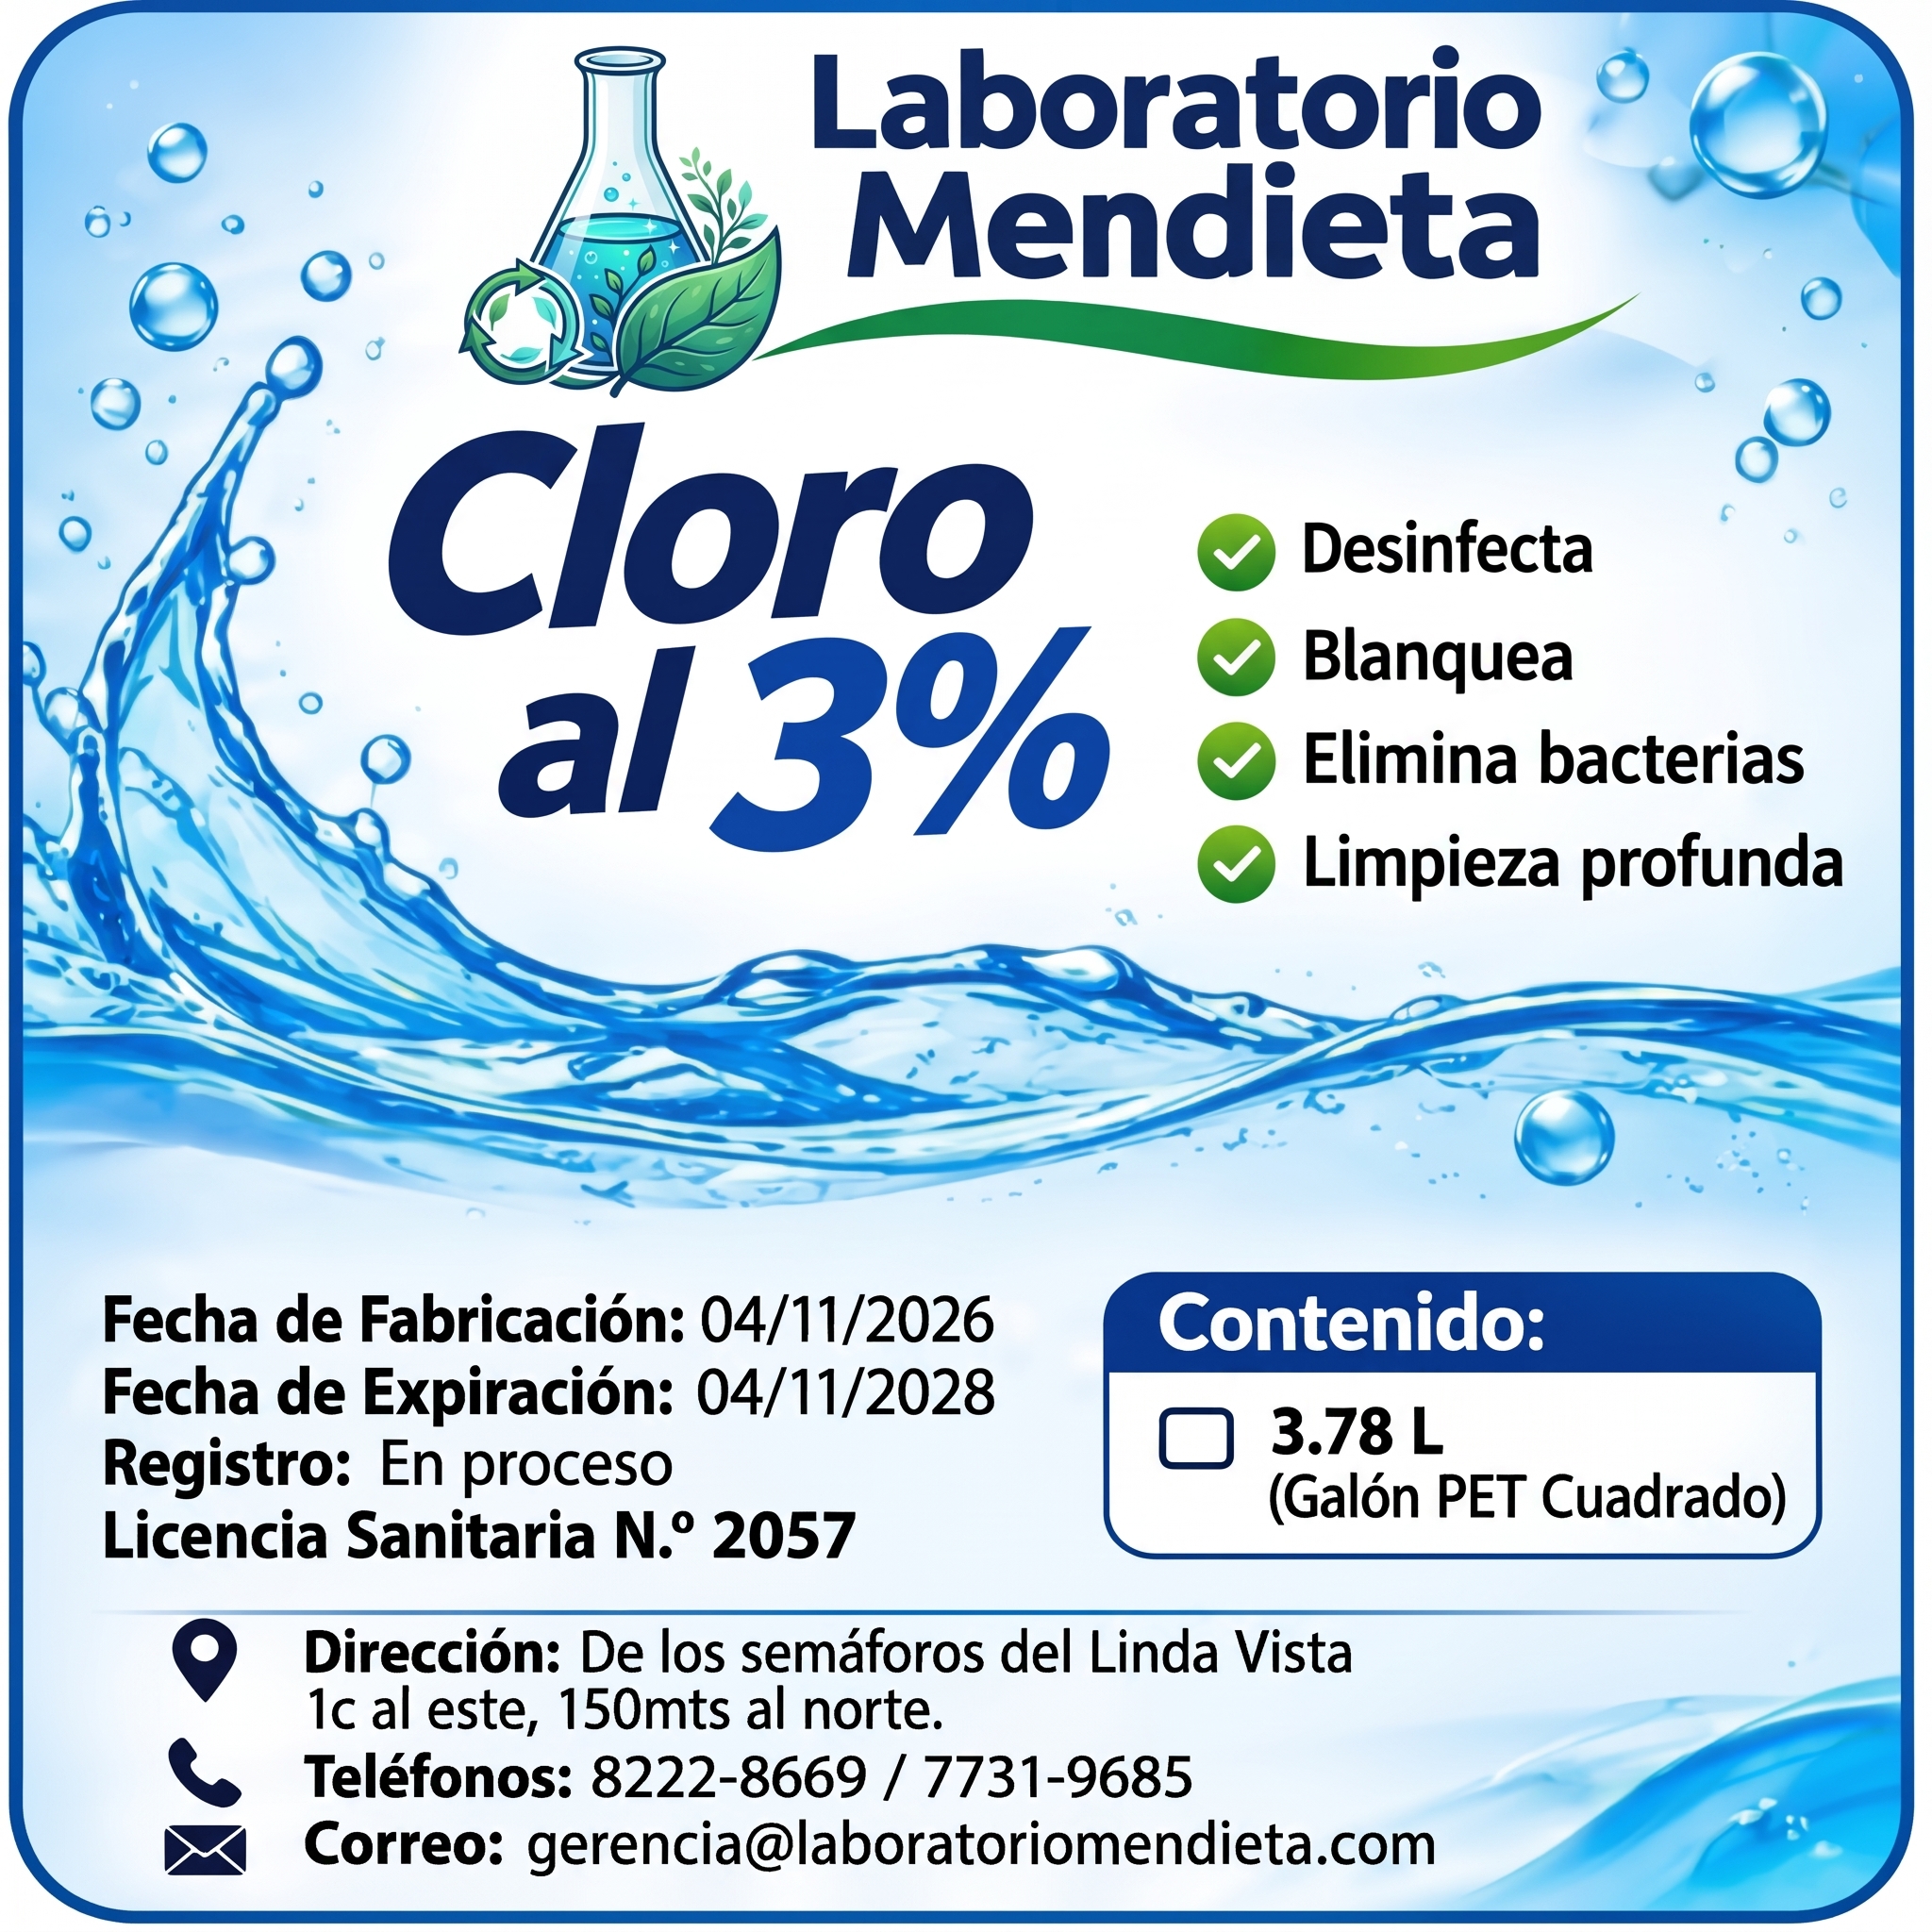 Laboratorio
Mendieta
Cloro
al 3%
Desinfecta
Blanquea
Elimina bacterias
Limpieza profunda
Fecha de Fabricación: 04/11/2026
Fecha de Expiración: 04/11/2028
Registro: En proceso
Licencia Sanitaria N.º 2057
Contenido:
3.78 L
(Galón PET Cuadrado)
Dirección: De los semáforos del Linda Vista
1c al este, 150mts al norte.
Teléfonos: 8222-8669 / 7731-9685
Correo: gerencia@laboratoriomendieta.com